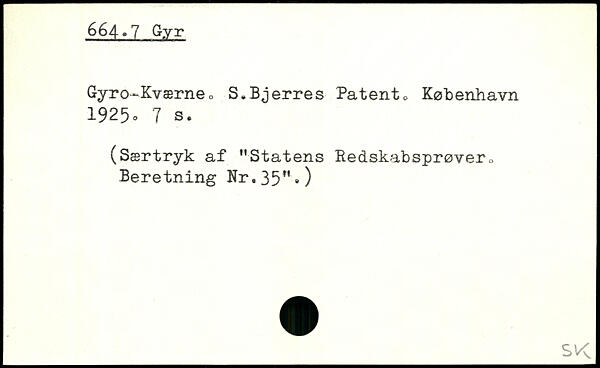 664.7 Gyr
Gyro-Kværne. S.Bjerres Patent. København
1925. 7 s.
(Særtryk af "Statens Redskabsprøver.
Beretning Nr.35".)
SK